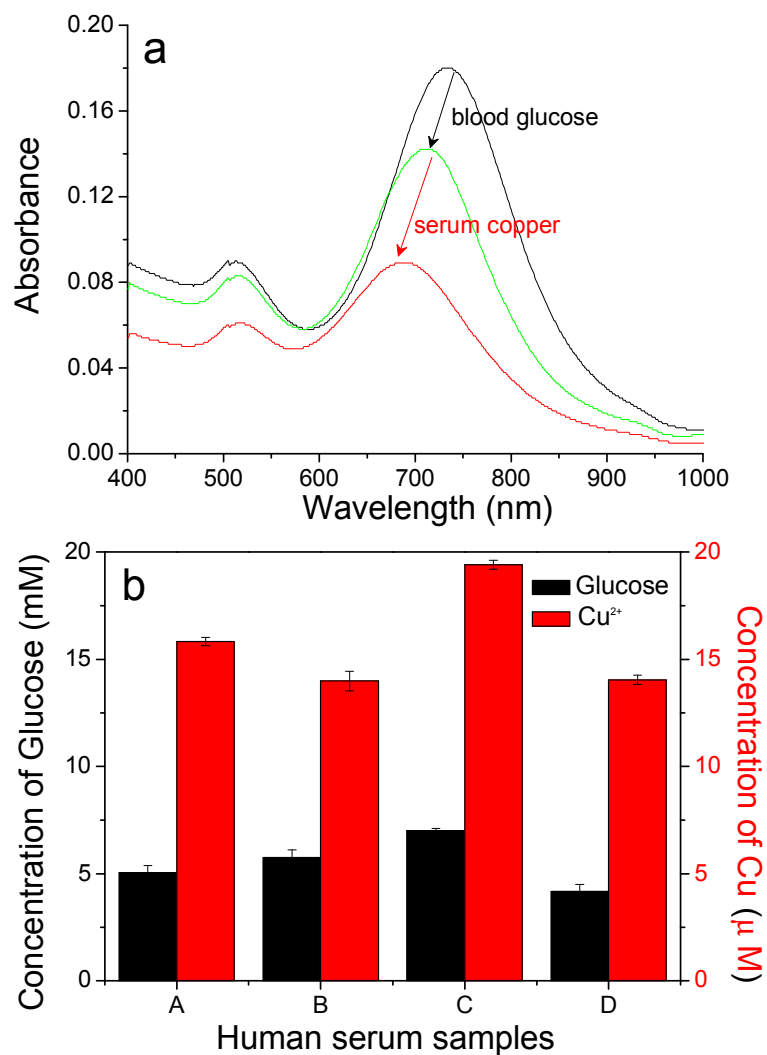 a
0.20
0.16
0.12
0.08
0.04
0.00
Absorbance
blood glucose
serum copper
400 500 600 700 800 900 1000
Wavelength (nm)
b
20
15
10
5
0
Concentration of Glucose (mM)
Glucose
Cu²⁺
20
15
10
5
0
Concentration of Cu (μ M)
A B C D
Human serum samples